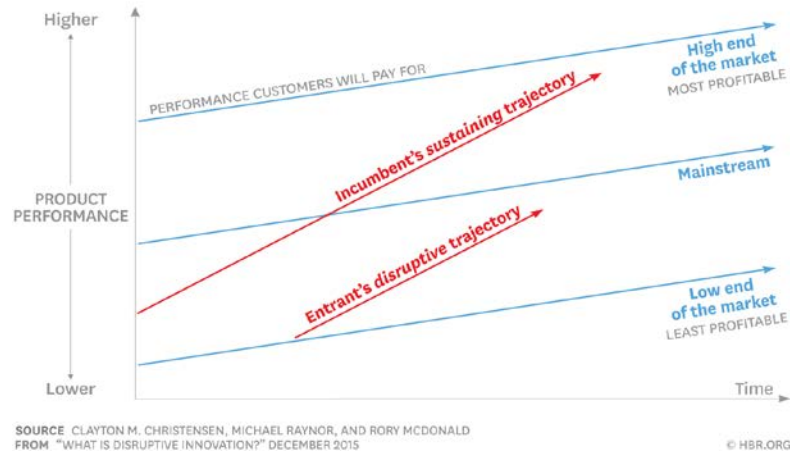 Higher
PERFORMANCE CUSTOMERS WILL PAY FOR
High end
of the market
MOST PROFITABLE
Incumbent's sustaining trajectory
PRODUCT
PERFORMANCE
Mainstream
Entrant's disruptive trajectory
Low end
of the market
LEAST PROFITABLE
Lower
Time
SOURCE CLAYTON M. CHRISTENSEN, MICHAEL RAYNOR, AND RORY MCDONALD
FROM “WHAT IS DISRUPTIVE INNOVATION?” DECEMBER 2015
© HBR.ORG